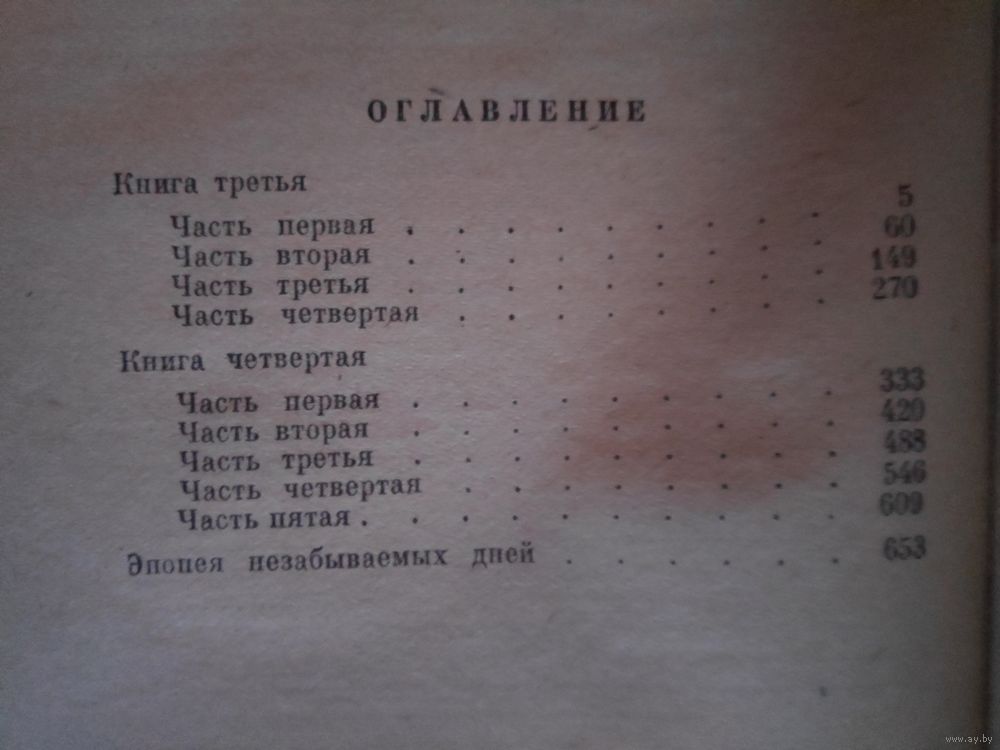 ОГЛАВЛЕНИЕ
Книга третья
Часть первая . . . . . . . . . 5
Часть вторая . . . . . . . . . 60
Часть третья . . . . . . . . . 149
Часть четвертая . . . . . . . . 270
Книга четвертая
Часть первая . . . . . . . . . 333
Часть вторая . . . . . . . . . 420
Часть третья . . . . . . . . . 488
Часть четвертая . . . . . . . . 546
Часть пятая . . . . . . . . . . 609
Эпопея незабываемых дней . . . . . . 653
www.ay.by